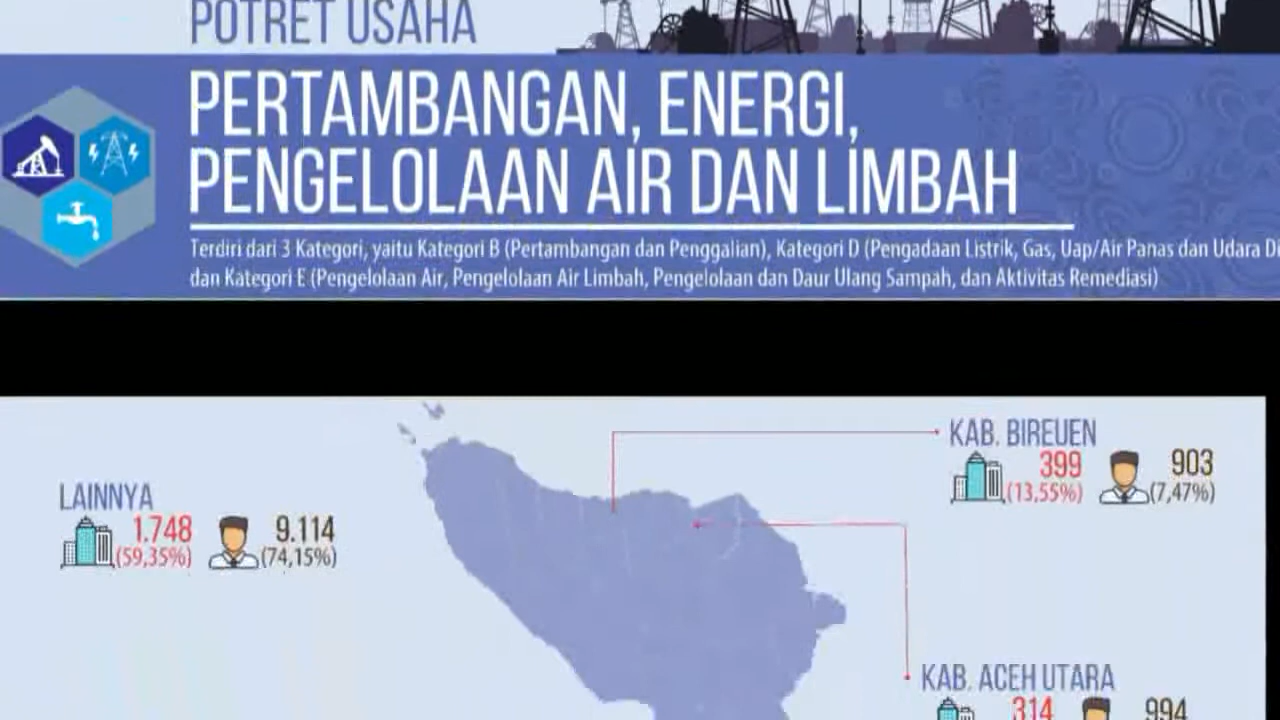 POTRET USAHA
PERTAMBANGAN, ENERGI,
PENGELOLAAN AIR DAN LIMBAH
Terdiri dari 3 Kategori, yaitu Kategori B (Pertambangan dan Penggalian), Kategori D (Pengadaan Listrik, Gas, Uap/Air Panas dan Udara
dan Kategori E (Pengelolaan Air, Pengelolaan Air Limbah, Pengelolaan dan Daur Ulang Sampah, dan Aktivitas Remediasi)
KAB. BIREUEN
399 903
(13,55%) (7,47%)
LAINNYA
1.748 9.114
(59,35%) (74,15%)
KAB. ACEH UTARA
314 994